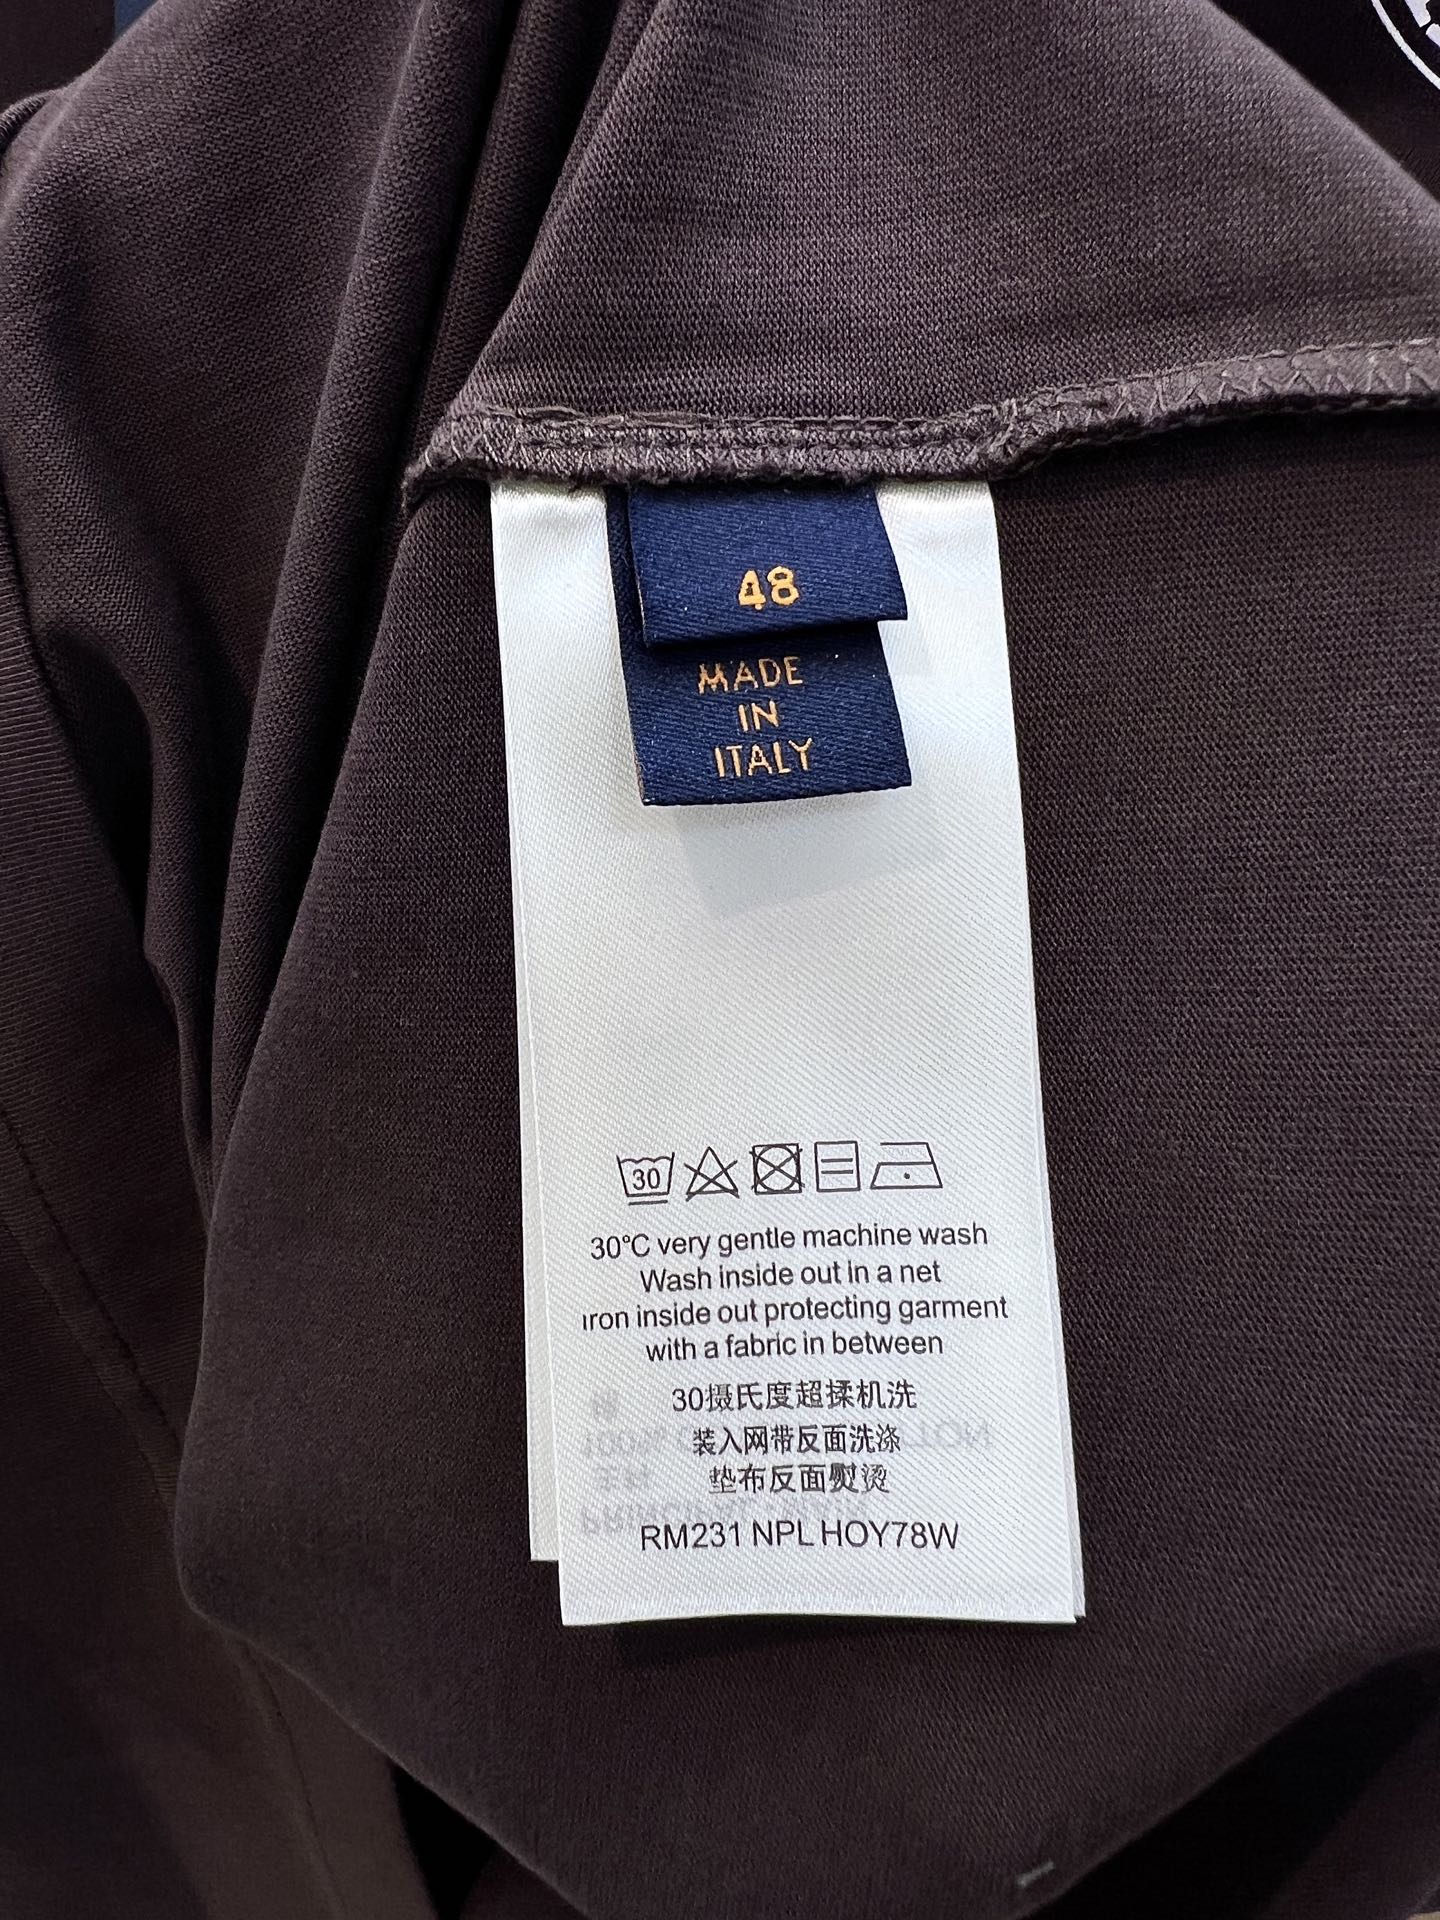 48
MADE
IN
ITALY
30
30°C very gentle machine wash
Wash inside out in a net
Iron inside out protecting garment
with a fabric in between
30摄氏度超揉机洗
装入网带反面洗涤
垫布反面熨烫
RM231 NPL HOY78W